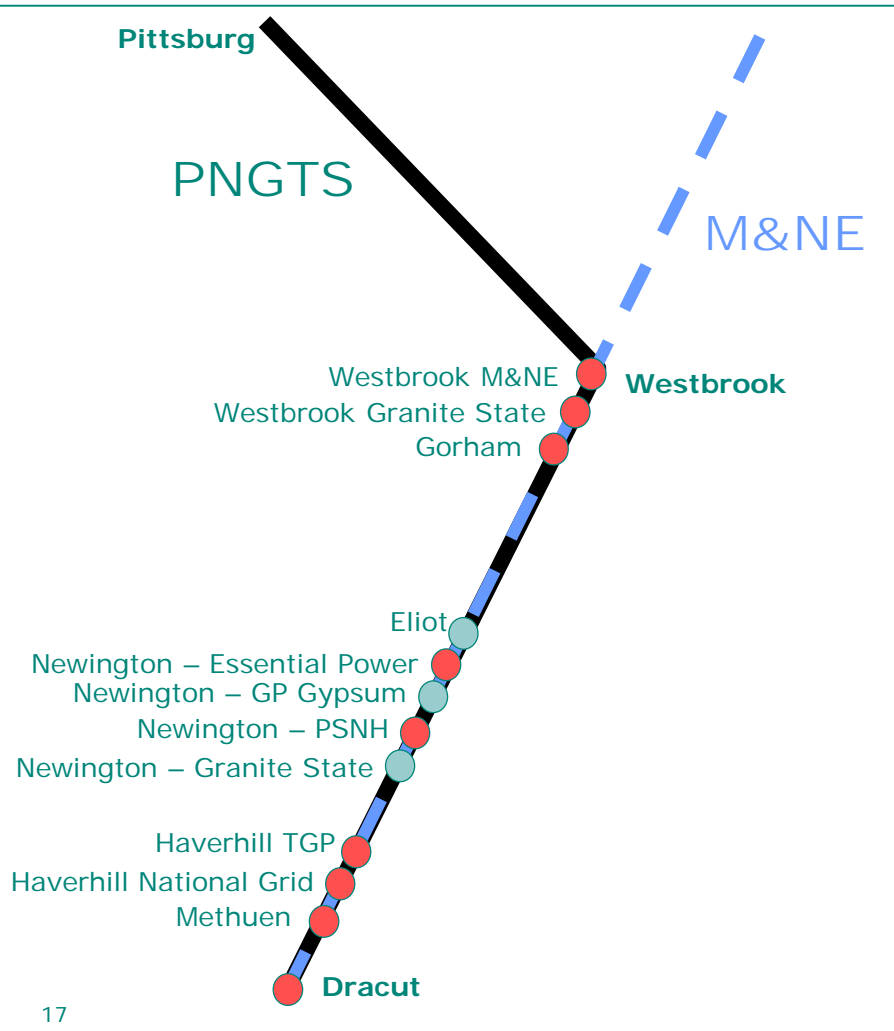 Pittsburg
PNGTS
M&NE
Westbrook M&NE
Westbrook
Westbrook Granite State
Gorham
Eliot
Newington – Essential Power
Newington – GP Gypsum
Newington – PSNH
Newington – Granite State
Haverhill TGP
Haverhill National Grid
Methuen
Dracut
17